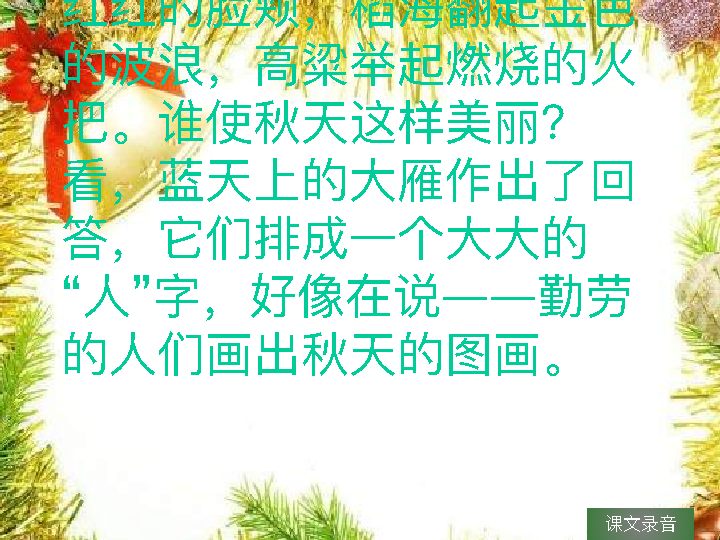 红红的脸颊，稻海翻起金色
的波浪，高粱举起燃烧的火
把。谁使秋天这样美丽？
看，蓝天上的大雁作出了回
答，它们排成一个大大的
“人”字，好像在说——勤劳
的人们画出秋天的图画。
课文录音